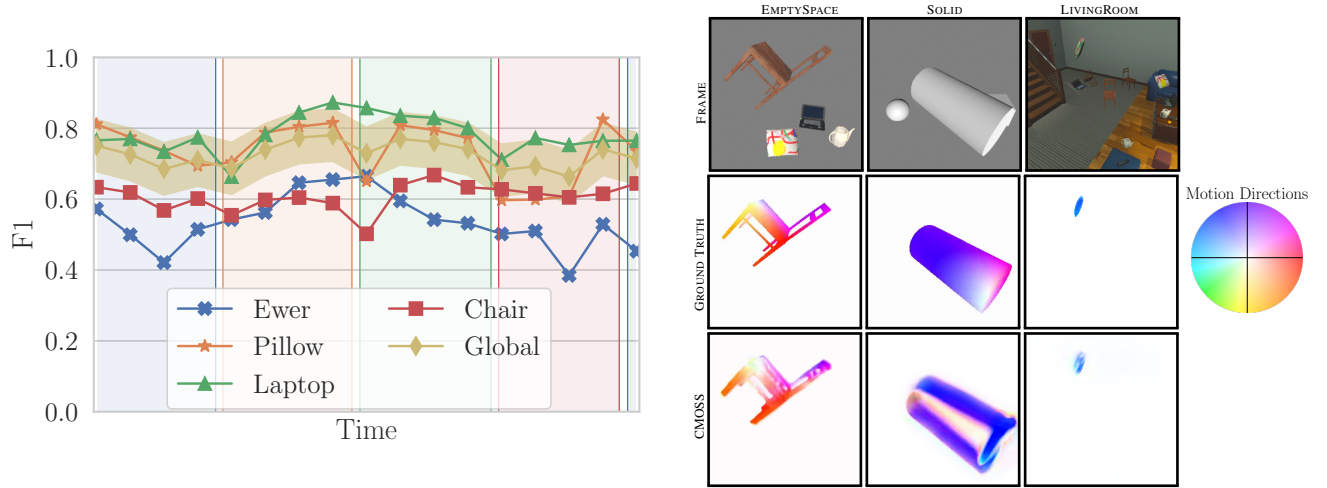 F1
1.0
0.8
0.6
0.4
0.2
0.0
Time
Ewer
Pillow
Laptop
Chair
Global
EMPTYSPACE
SOLID
LIVINGROOM
FRAME
GROUND TRUTH
CMOSS
Motion Directions